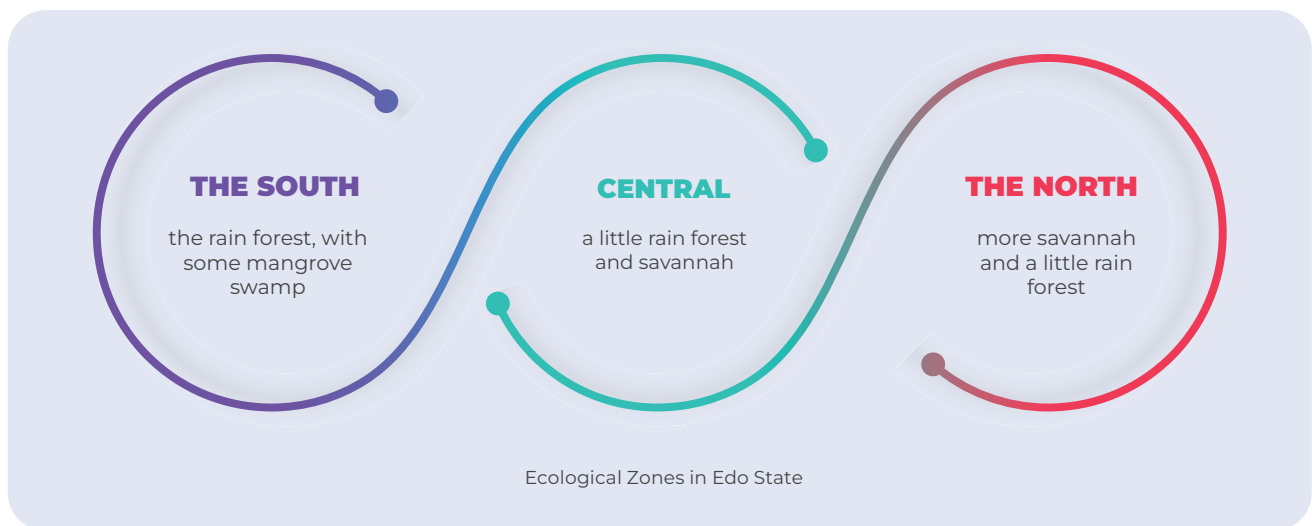 THE SOUTH
the rain forest, with
some mangrove
swamp
CENTRAL
a little rain forest
and savannah
THE NORTH
more savannah
and a little rain
forest
Ecological Zones in Edo State